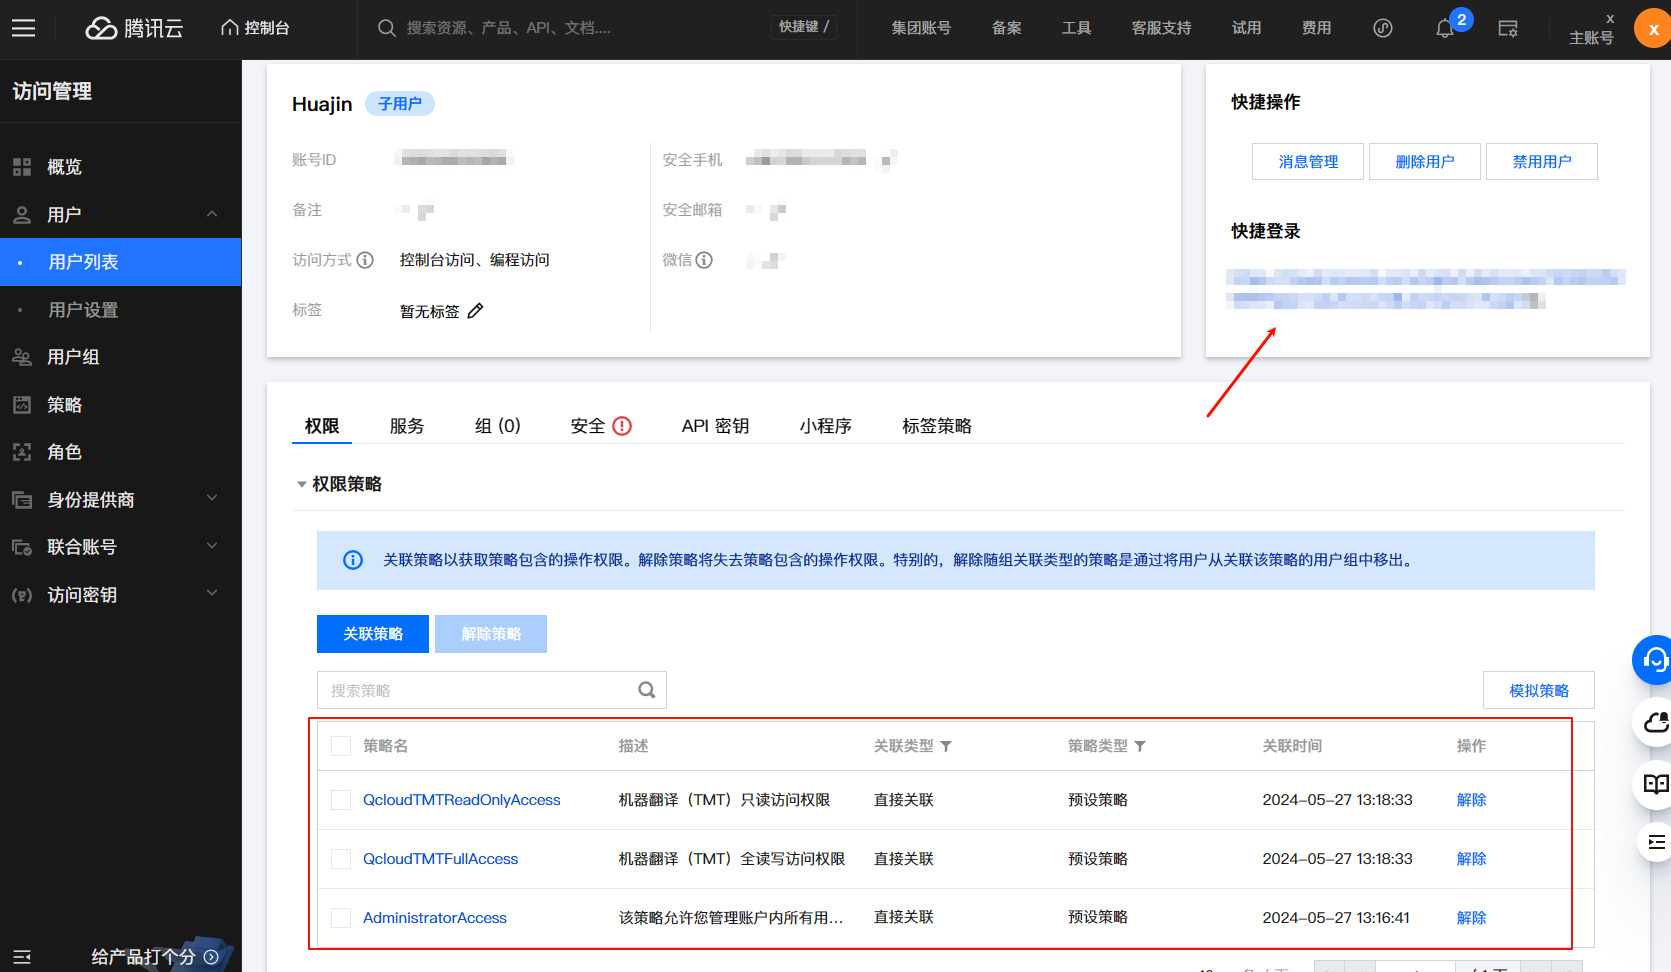 腾讯云
控制台
搜索资源、产品、API、文档....
快捷键 /
集团账号
备案
工具
客服支持
试用
费用
2
x
主账号
x
访问管理
概览
用户
用户列表
用户设置
用户组
策略
角色
身份提供商
联合账号
访问密钥
给产品打个分
Huajin 子用户
账号ID
备注
访问方式 控制台访问、编程访问
标签 暂无标签
安全手机
安全邮箱
微信
快捷操作
消息管理 删除用户 禁用用户
快捷登录
权限 服务 组 (0) 安全 API 密钥 小程序 标签策略
权限策略
关联策略以获取策略包含的操作权限。解除策略将失去策略包含的操作权限。特别的，解除随组关联类型的策略是通过将用户从关联该策略的用户组中移出。
关联策略 解除策略
搜索策略
模拟策略
策略名 描述 关联类型 策略类型 关联时间 操作
QcloudTMTReadOnlyAccess 机器翻译（TMT）只读访问权限 直接关联 预设策略 2024-05-27 13:18:33 解除
QcloudTMTFullAccess 机器翻译（TMT）全读写访问权限 直接关联 预设策略 2024-05-27 13:18:33 解除
AdministratorAccess 该策略允许您管理账户内所有用... 直接关联 预设策略 2024-05-27 13:16:41 解除